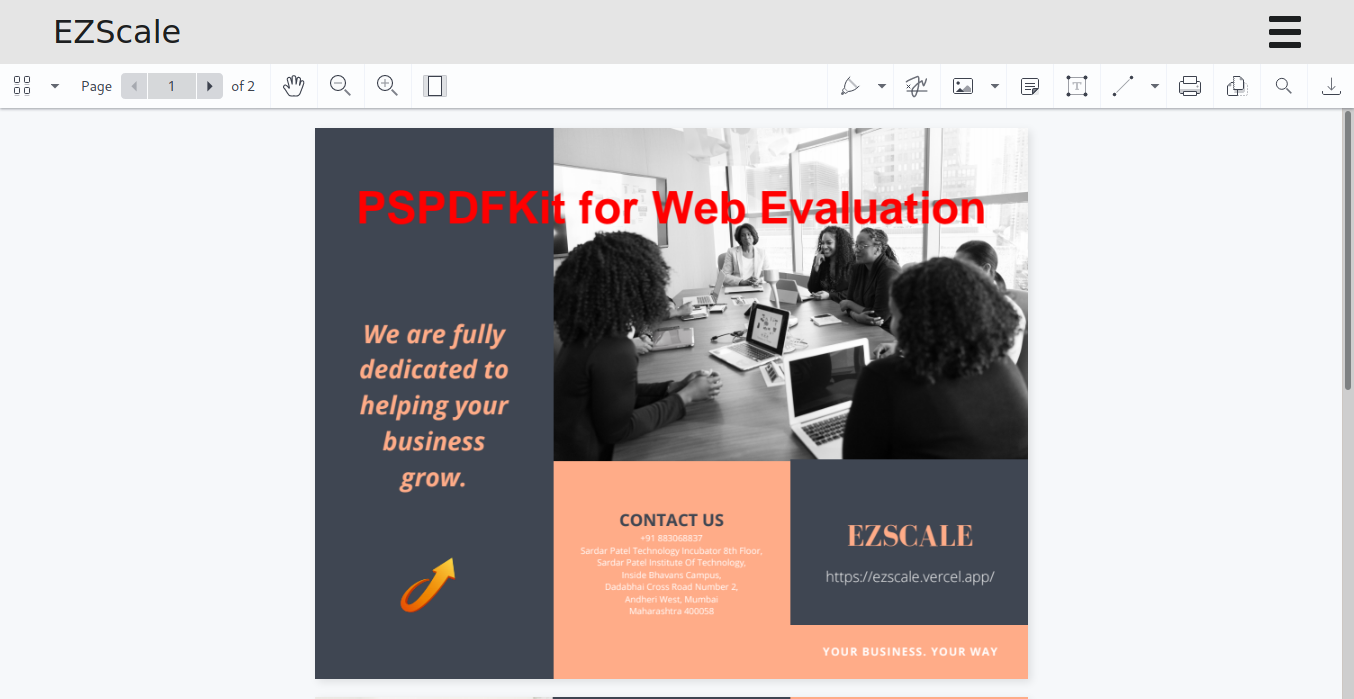 EZScale
Page 1 of 2
PSPDFKit for Web Evaluation
We are fully
dedicated to
helping your
business
grow.
CONTACT US
+91 883068837
Sardar Patel Technology Incubator 8th Floor,
Sardar Patel Institute Of Technology,
Inside Bhavans Campus,
Dadabhai Cross Road Number 2,
Andheri West, Mumbai
Maharashtra 400058
EZSCALE
https://ezscale.vercel.app/
YOUR BUSINESS. YOUR WAY